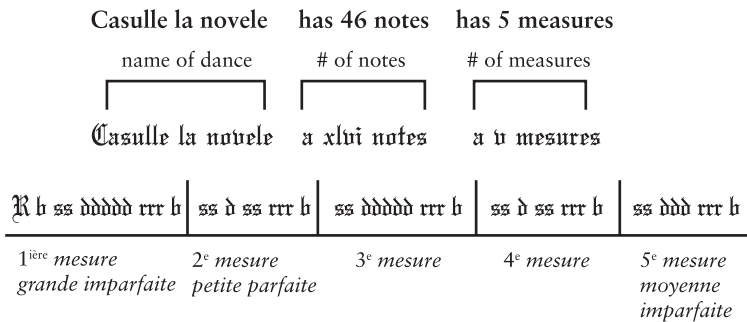 Casulle la novele has 46 notes has 5 measures
name of dance # of notes # of measures
Casulle la novele a xlvi notes a v mesures
R b ss ddddd rrr b ss d ss rrr b ss ddddd rrr b ss d ss rrr b ss ddd rrr b
1ière mesure 2e mesure 3e mesure 4e mesure 5e mesure
grande imparfaite petite parfaite moyenne
imparfaite